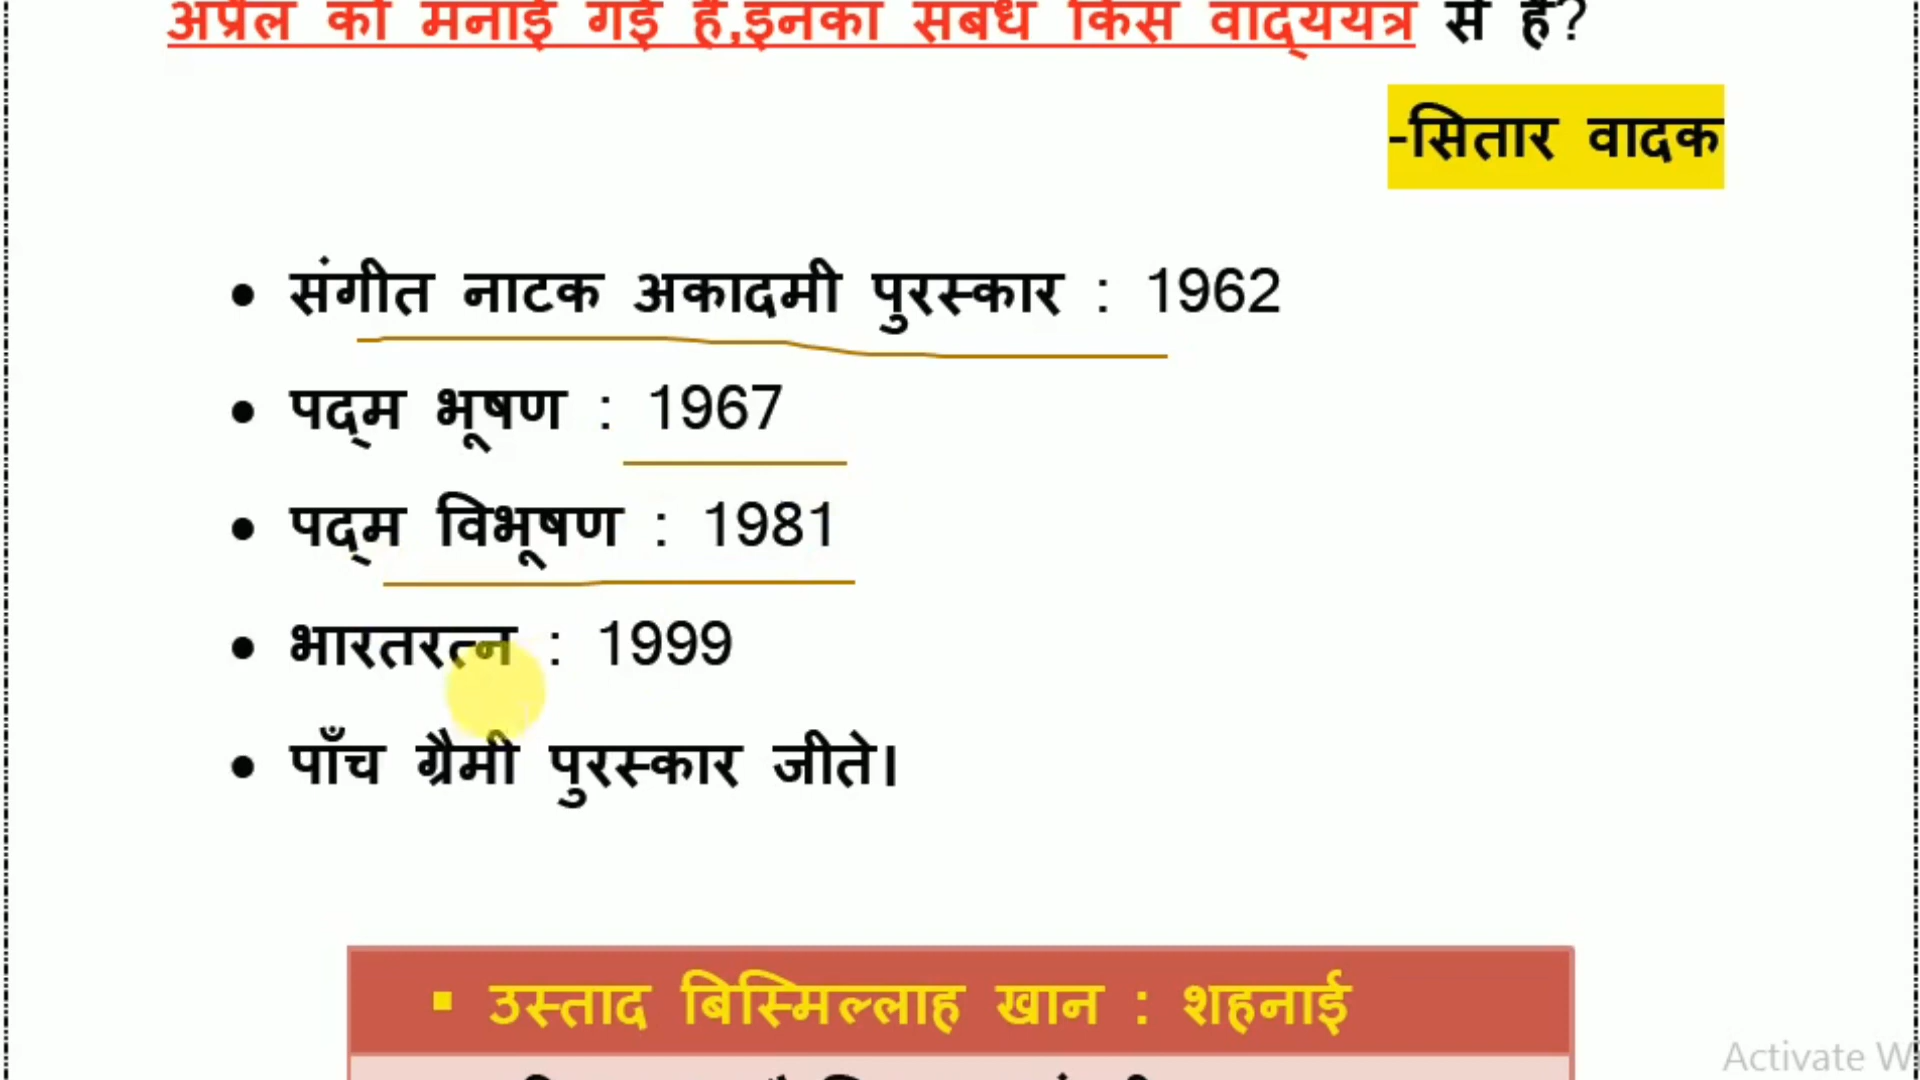 अप्रैल को मनाई गई है,इनका संबंध किस वाद्ययंत्र से है?
-सितार वादक
• संगीत नाटक अकादमी पुरस्कार : 1962
• पद्म भूषण : 1967
• पद्म विभूषण : 1981
• भारतरत्न : 1999
• पाँच ग्रैमी पुरस्कार जीते।
▪ उस्ताद बिस्मिल्लाह खान : शहनाई
Activate W